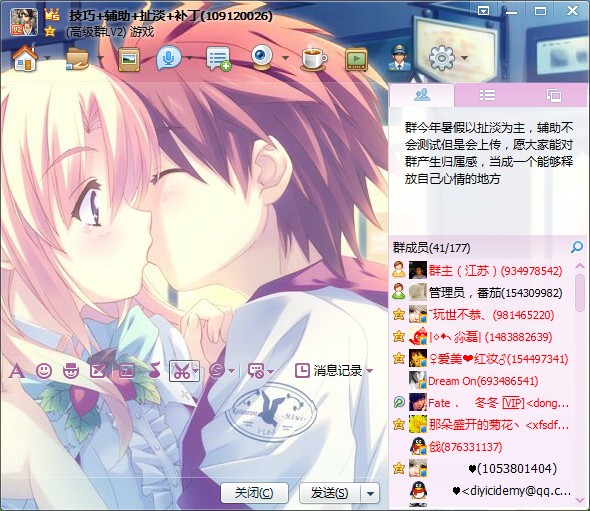 技巧+辅助+扯淡+补丁(109120026)
(高级群LV2) 游戏
群今年暑假以扯淡为主，辅助不
会测试但是会上传，愿大家能对
群产生归属感，当成一个能够释
放自己心情的地方
群成员(41/177)
群主（江苏）(934978542)
管理员，番茄(154309982)
玩世不恭、(981465220)
(1483882639)
♀爱美❤红妆♂(154497341)
Dream On(693486541)
Fate . 冬冬 VIP]<dong...
那朵盛开的菊花丶 <xfsdf...
戗(876331137)
♥(1053801404)
♥<diyicidemy@qq.c...
消息记录
关闭(C)
发送(S)